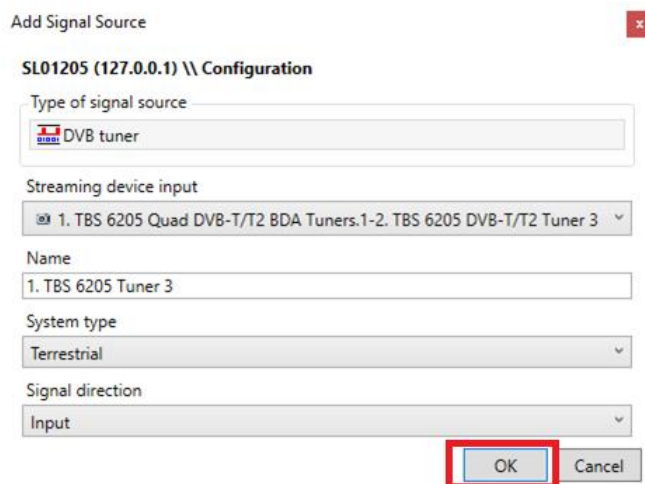 Add Signal Source
x
SL01205 (127.0.0.1) \\ Configuration
Type of signal source
DVB tuner
Streaming device input
1. TBS 6205 Quad DVB-T/T2 BDA Tuners.1-2. TBS 6205 DVB-T/T2 Tuner 3
Name
1. TBS 6205 Tuner 3
System type
Terrestrial
Signal direction
Input
OK Cancel